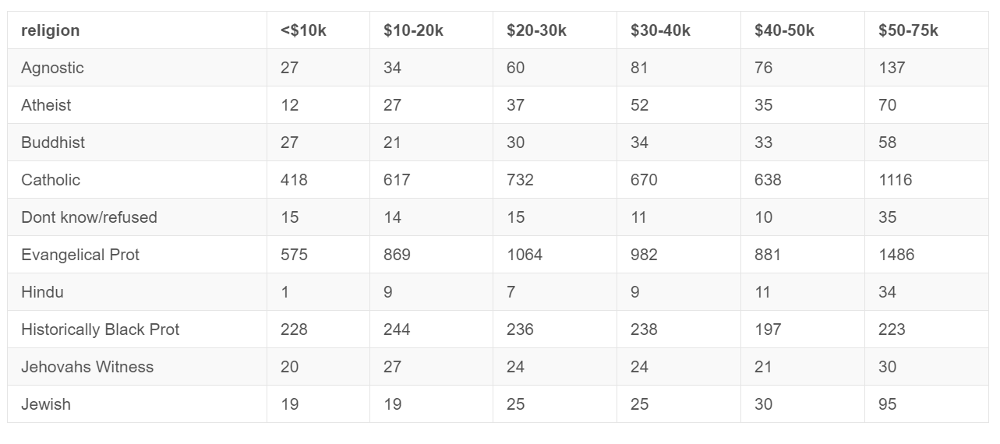 religion <$10k $10-20k $20-30k $30-40k $40-50k $50-75k
Agnostic 27 34 60 81 76 137
Atheist 12 27 37 52 35 70
Buddhist 27 21 30 34 33 58
Catholic 418 617 732 670 638 1116
Dont know/refused 15 14 15 11 10 35
Evangelical Prot 575 869 1064 982 881 1486
Hindu 1 9 7 9 11 34
Historically Black Prot 228 244 236 238 197 223
Jehovahs Witness 20 27 24 24 21 30
Jewish 19 19 25 25 30 95